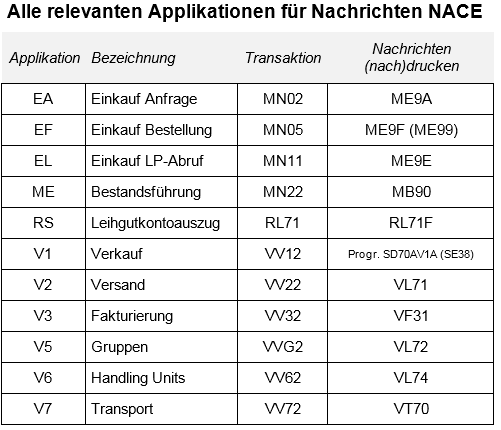 Alle relevanten Applikationen für Nachrichten NACE
Applikation Bezeichnung Transaktion Nachrichten (nach)drucken
EA Einkauf Anfrage MN02 ME9A
EF Einkauf Bestellung MN05 ME9F (ME99)
EL Einkauf LP-Abruf MN11 ME9E
ME Bestandsführung MN22 MB90
RS Leihgutkontoauszug RL71 RL71F
V1 Verkauf VV12 Progr. SD70AV1A (SE38)
V2 Versand VV22 VL71
V3 Fakturierung VV32 VF31
V5 Gruppen VVG2 VL72
V6 Handling Units VV62 VL74
V7 Transport VV72 VT70